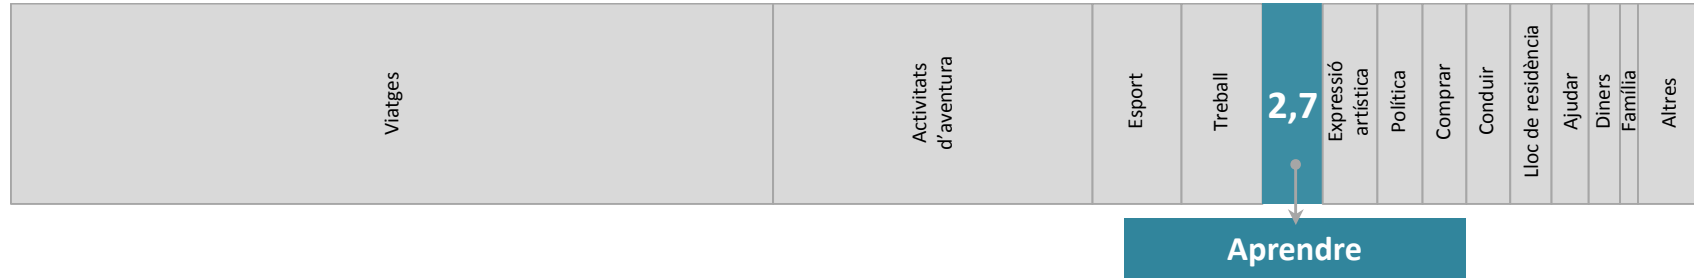 Viatges
Activitats
d'aventura
Esport
Treball
2,7
Expressió
artística
Política
Comprar
Conduir
Lloc de residència
Ajudar
Diners
Família
Altres
Aprendre